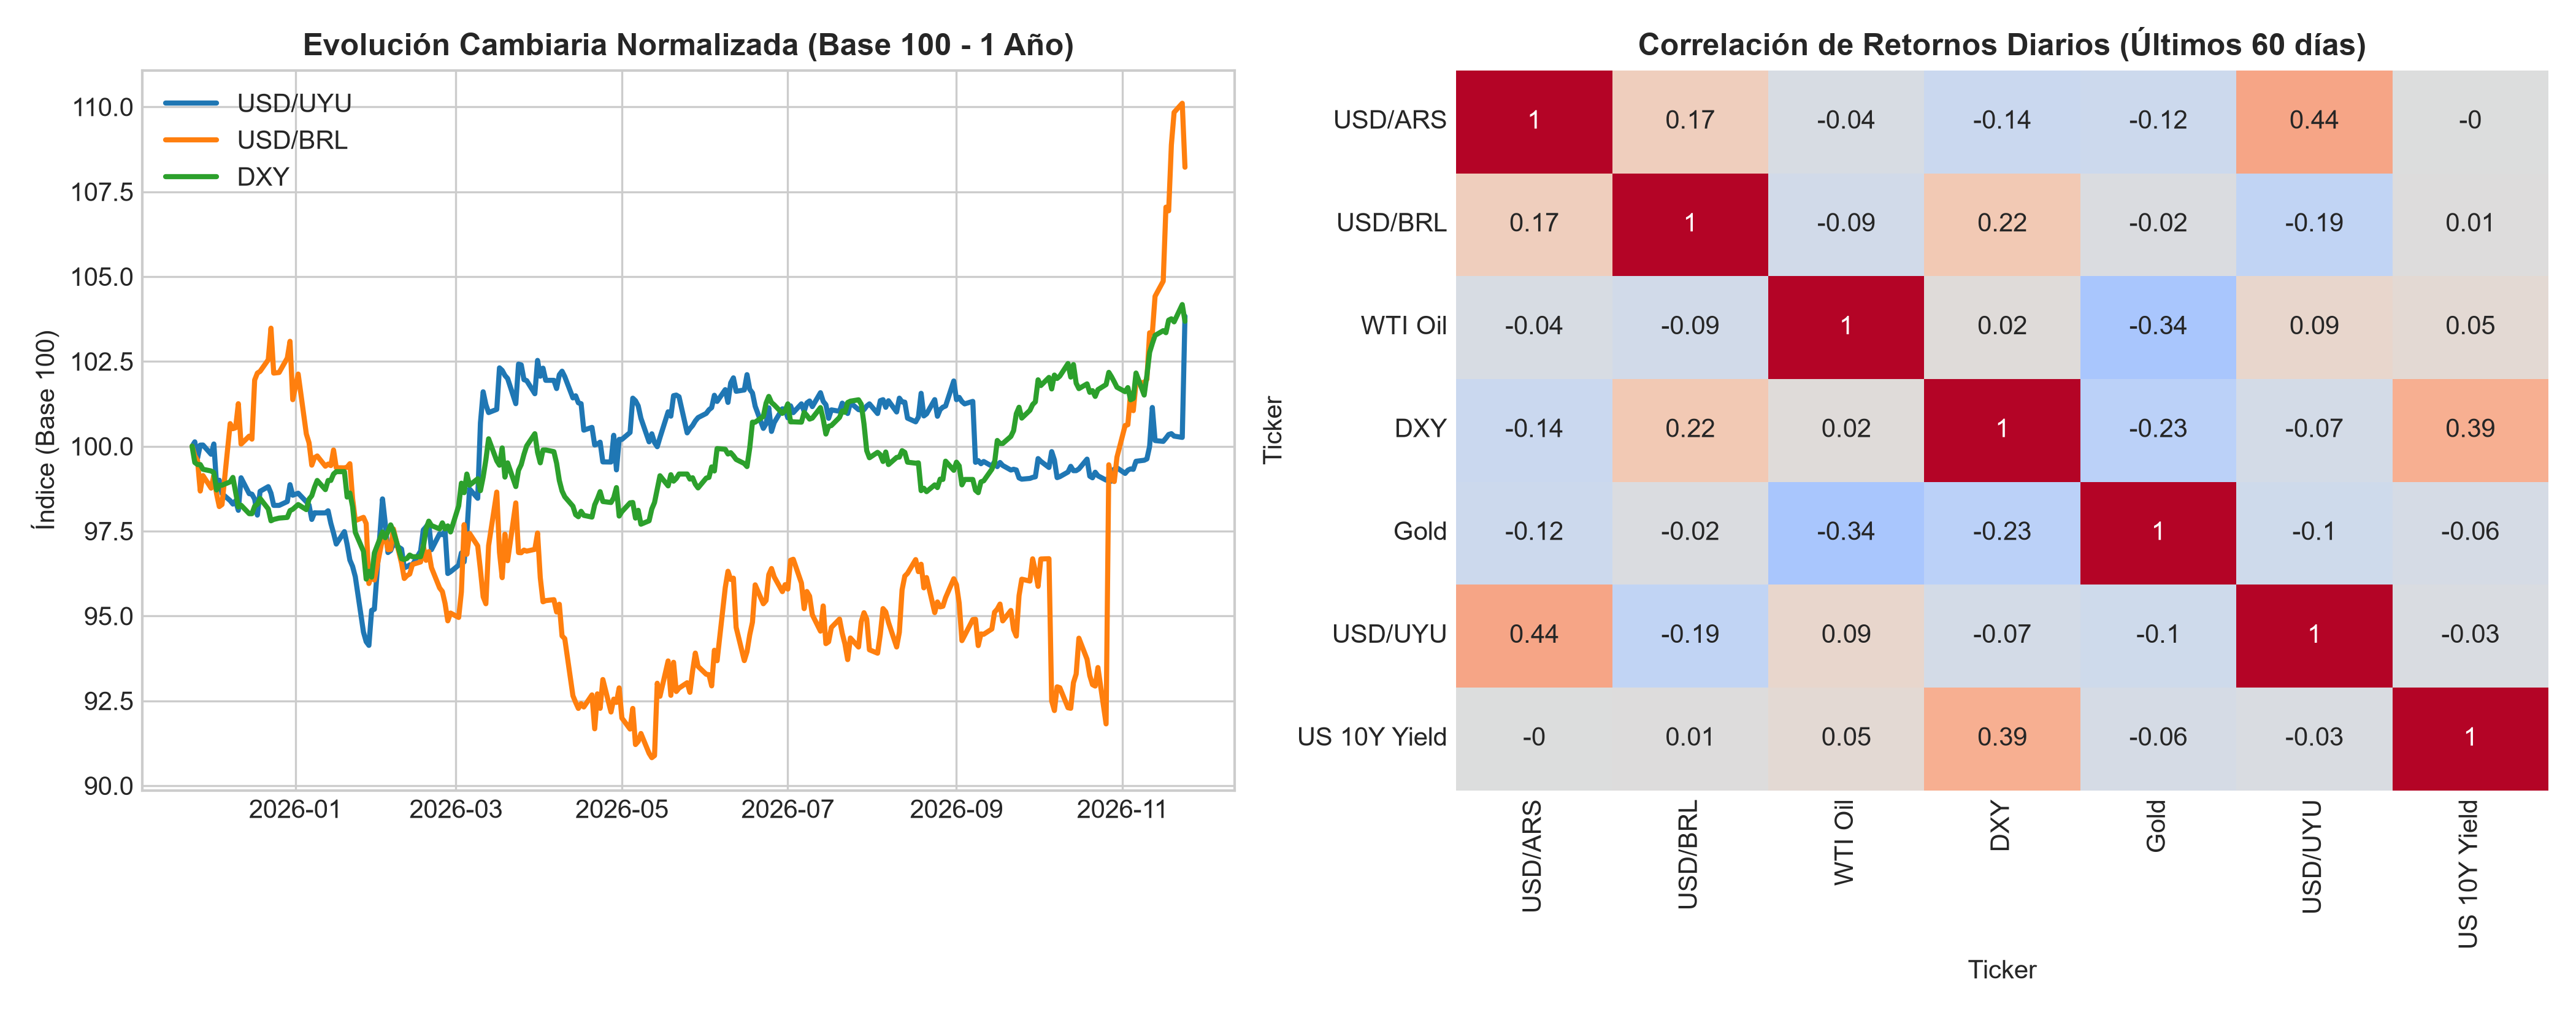 Evolución Cambiaria Normalizada (Base 100 - 1 Año)
Índice (Base 100)
110.0
107.5
105.0
102.5
100.0
97.5
95.0
92.5
90.0
USD/UYU
USD/BRL
DXY
2026-01
2026-03
2026-05
2026-07
2026-09
2026-11
Correlación de Retornos Diarios (Últimos 60 días)
Ticker
USD/ARS 1 0.17 -0.04 -0.14 -0.12 0.44 -0
USD/BRL 0.17 1 -0.09 0.22 -0.02 -0.19 0.01
WTI Oil -0.04 -0.09 1 0.02 -0.34 0.09 0.05
DXY -0.14 0.22 0.02 1 -0.23 -0.07 0.39
Gold -0.12 -0.02 -0.34 -0.23 1 -0.1 -0.06
USD/UYU 0.44 -0.19 0.09 -0.07 -0.1 1 -0.03
US 10Y Yield -0 0.01 0.05 0.39 -0.06 -0.03 1
USD/ARS
USD/BRL
WTI Oil
DXY
Gold
USD/UYU
US 10Y Yield
Ticker